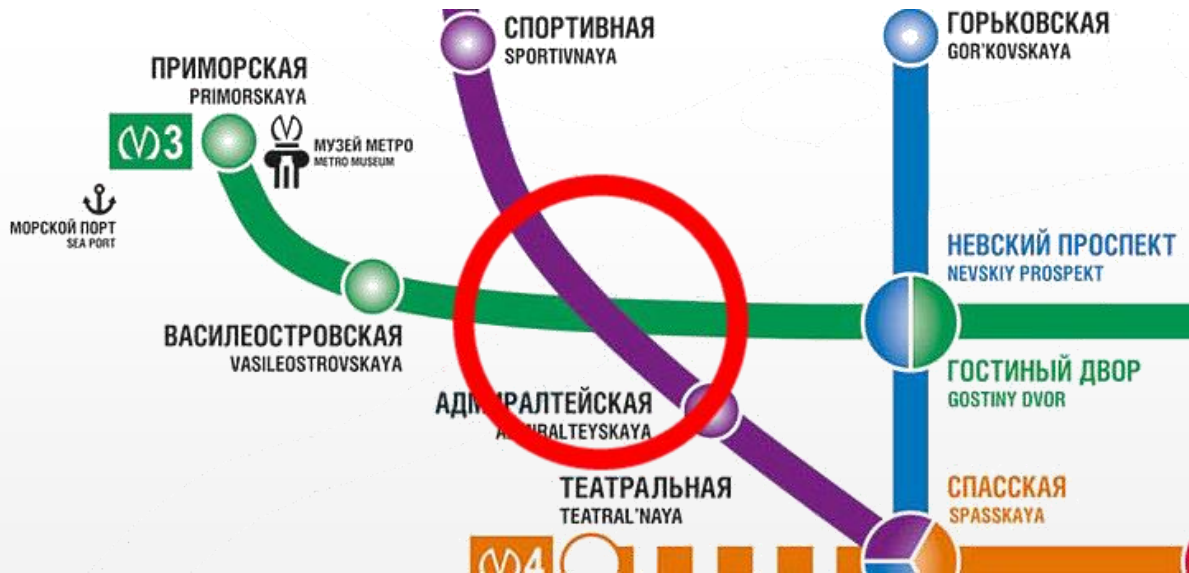 СПОРТИВНАЯ
SPORTIVNAYA
ГОРЬКОВСКАЯ
GOR'KOVSKAYA
ПРИМОРСКАЯ
PRIMORSKAYA
3
МУЗЕЙ МЕТРО
METRO MUSEUM
МОРСКОЙ ПОРТ
SEA PORT
НЕВСКИЙ ПРОСПЕКТ
NEVSKIY PROSPEKT
ВАСИЛЕОСТРОВСКАЯ
VASILEOSTROVSKAYA
ГОСТИНЫЙ ДВОР
GOSTINY DVOR
АДМИРАЛТЕЙСКАЯ
ADMIRALTEYSKAYA
ТЕАТРАЛЬНАЯ
TEATRAL'NAYA
СПАССКАЯ
SPASSKAYA
4